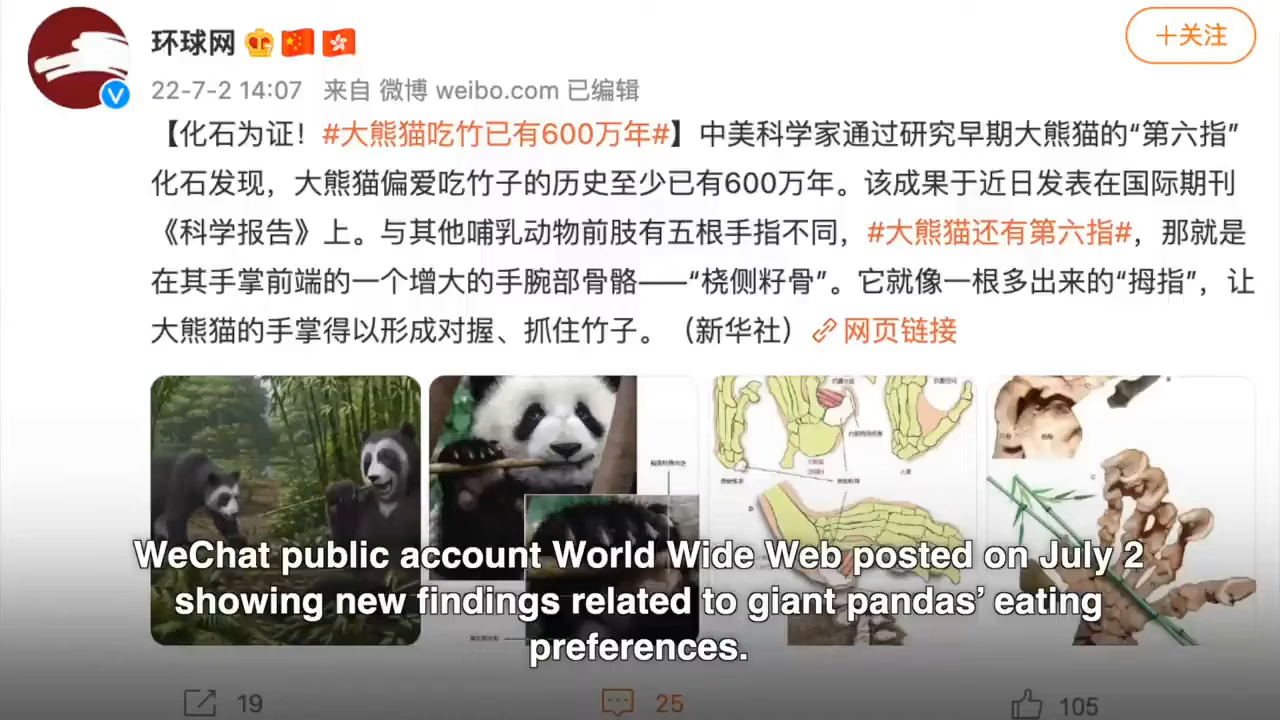 环球网
+关注
22-7-2 14:07 来自 微博 weibo.com 已编辑
【化石为证！#大熊猫吃竹已有600万年#】中美科学家通过研究早期大熊猫的“第六指”
化石发现，大熊猫偏爱吃竹子的历史至少已有600万年。该成果于近日发表在国际期刊
《科学报告》上。与其他哺乳动物前肢有五根手指不同，#大熊猫还有第六指#，那就是
在其手掌前端的一个增大的手腕部骨骼——“桡侧籽骨”。它就像一根多出来的“拇指”，让
大熊猫的手掌得以形成对握、抓住竹子。（新华社） 网页链接
WeChat public account World Wide Web posted on July 2
showing new findings related to giant pandas’ eating
preferences.
19
25
105